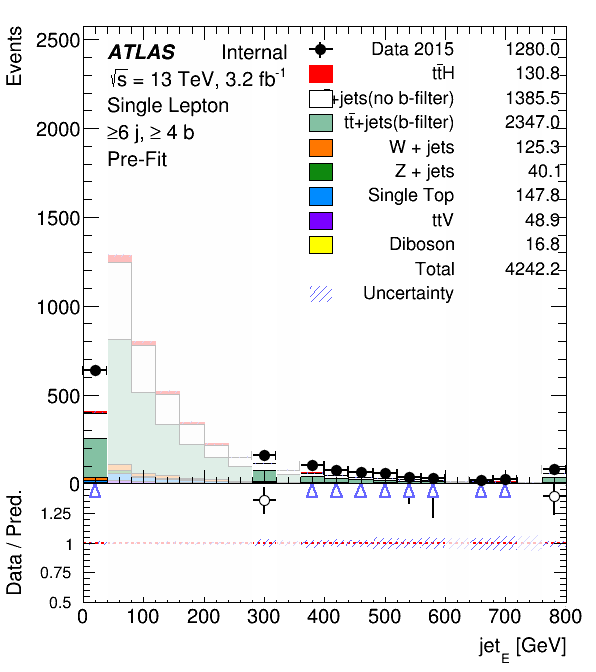 Events
2500
2000
1500
1000
500
0
ATLAS Internal
√s = 13 TeV, 3.2 fb⁻¹
Single Lepton
≥6 j, ≥ 4 b
Pre-Fit
Data 2015 1280.0
tt̄H 130.8
+jets(no b-filter) 1385.5
tt̄+jets(b-filter) 2347.0
W + jets 125.3
Z + jets 40.1
Single Top 147.8
ttV 48.9
Diboson 16.8
Total 4242.2
Uncertainty
Data / Pred.
1.25
1
0.75
0.5
0 100 200 300 400 500 600 700 800
jet_E [GeV]